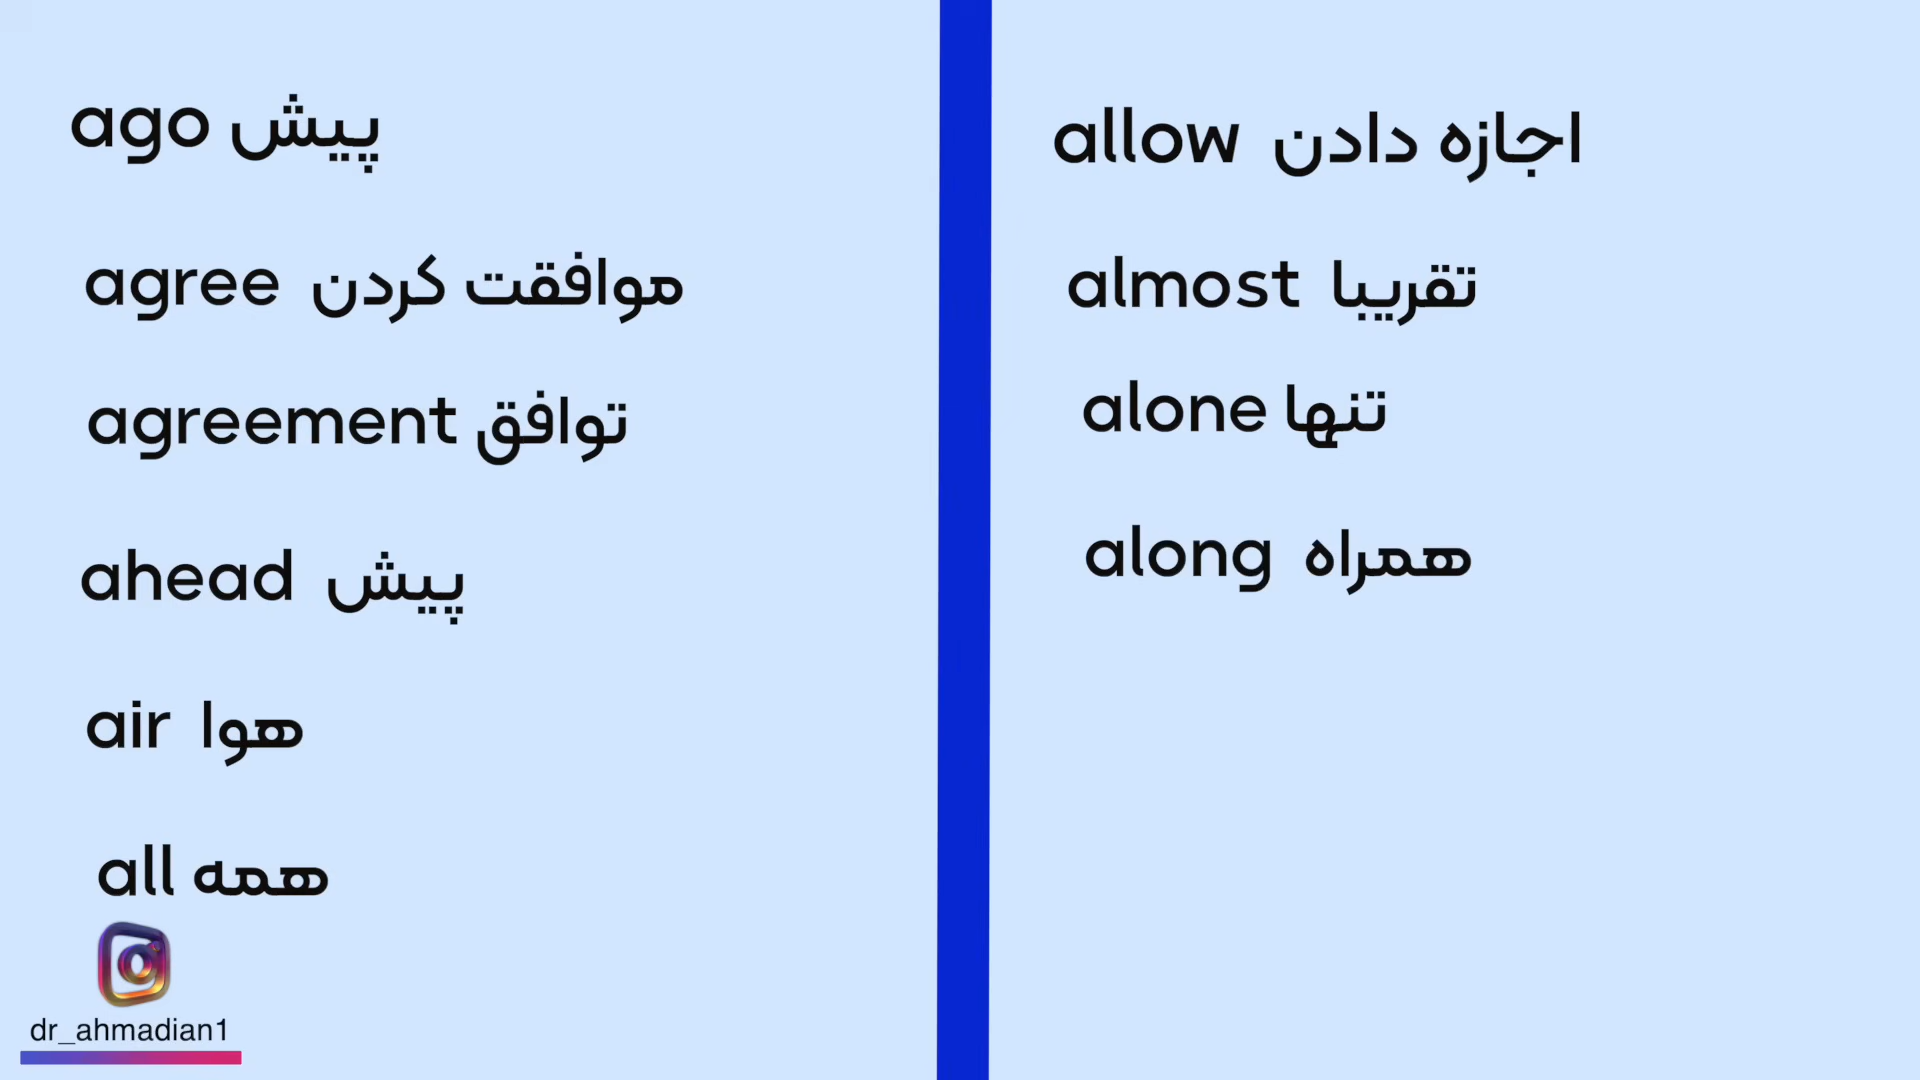 ago پیش
agree موافقت کردن
agreement توافق
ahead پیش
air هوا
all همه
dr_ahmadian1
allow اجازه دادن
almost تقریبا
alone تنها
along همراه